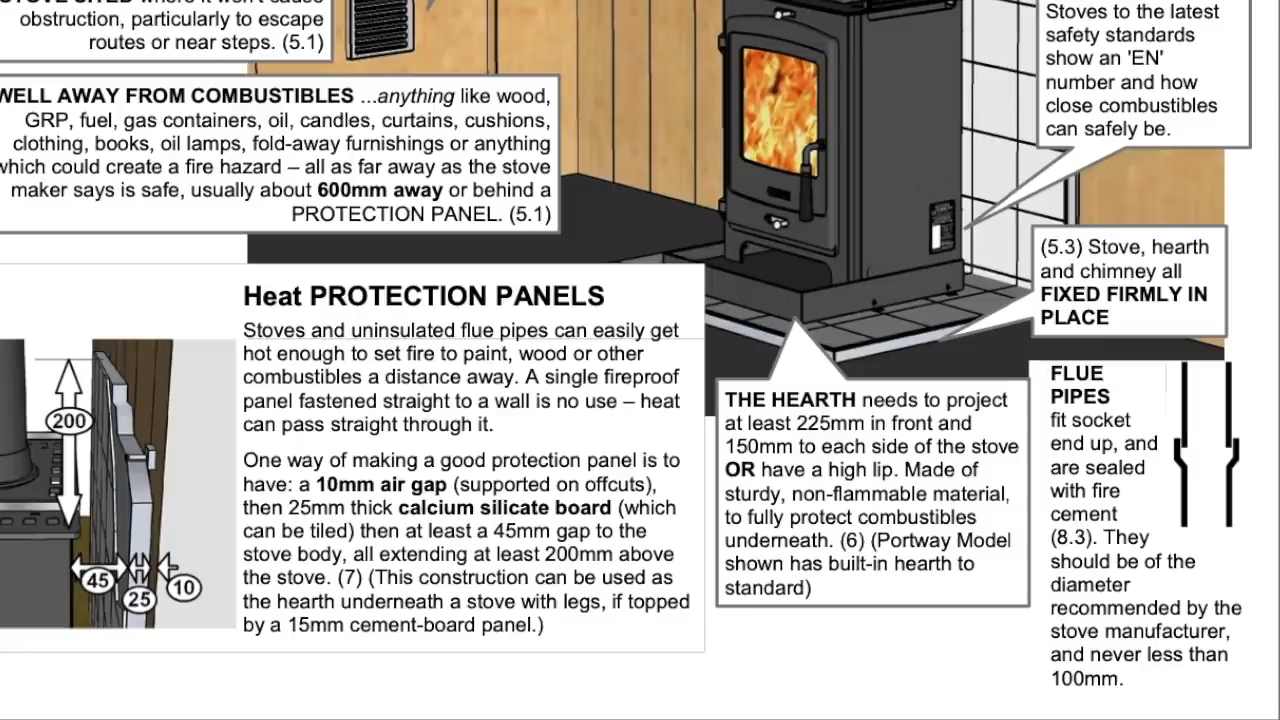 obstruction, particularly to escape
routes or near steps. (5.1)
WELL AWAY FROM COMBUSTIBLES ...anything like wood,
GRP, fuel, gas containers, oil, candles, curtains, cushions,
clothing, books, oil lamps, fold-away furnishings or anything
which could create a fire hazard – all as far away as the stove
maker says is safe, usually about 600mm away or behind a
PROTECTION PANEL. (5.1)
Stoves to the latest
safety standards
show an 'EN'
number and how
close combustibles
can safely be.
(5.3) Stove, hearth
and chimney all
FIXED FIRMLY IN
PLACE
Heat PROTECTION PANELS
Stoves and uninsulated flue pipes can easily get
hot enough to set fire to paint, wood or other
combustibles a distance away. A single fireproof
panel fastened straight to a wall is no use – heat
can pass straight through it.
One way of making a good protection panel is to
have: a 10mm air gap (supported on offcuts),
then 25mm thick calcium silicate board (which
can be tiled) then at least a 45mm gap to the
stove body, all extending at least 200mm above
the stove. (7) (This construction can be used as
the hearth underneath a stove with legs, if topped
by a 15mm cement-board panel.)
200
45
25
10
THE HEARTH needs to project
at least 225mm in front and
150mm to each side of the stove
OR have a high lip. Made of
sturdy, non-flammable material,
to fully protect combustibles
underneath. (6) (Portway Model
shown has built-in hearth to
standard)
FLUE
PIPES
fit socket
end up, and
are sealed
with fire
cement
(8.3). They
should be of the
diameter
recommended by the
stove manufacturer,
and never less than
100mm.